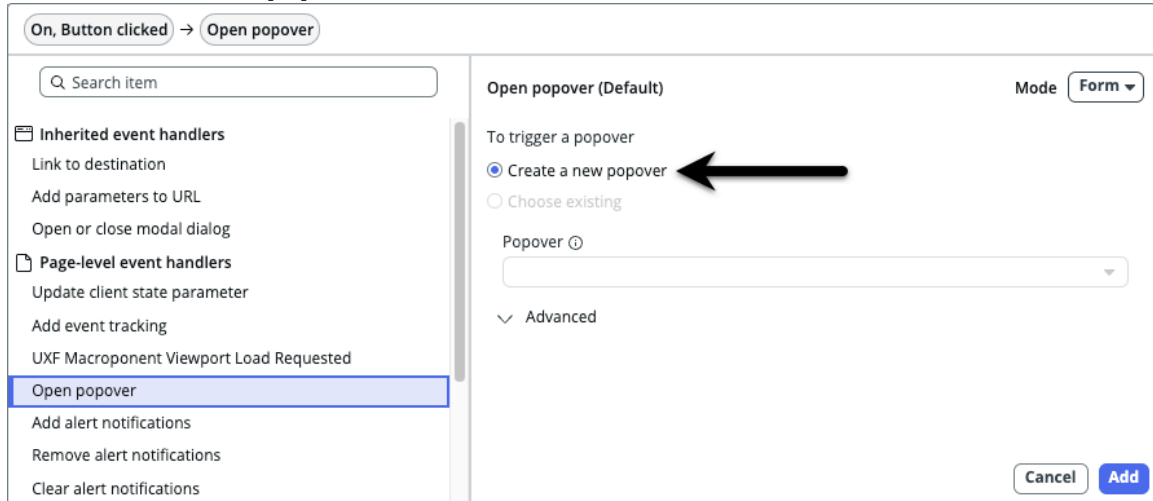 On, Button clicked → Open popover
Search item
Inherited event handlers
Link to destination
Add parameters to URL
Open or close modal dialog
Page-level event handlers
Update client state parameter
Add event tracking
UXF Macroponent Viewport Load Requested
Open popover
Add alert notifications
Remove alert notifications
Clear alert notifications
Open popover (Default)
Mode Form
To trigger a popover
Create a new popover
Choose existing
Popover
Advanced
Cancel Add